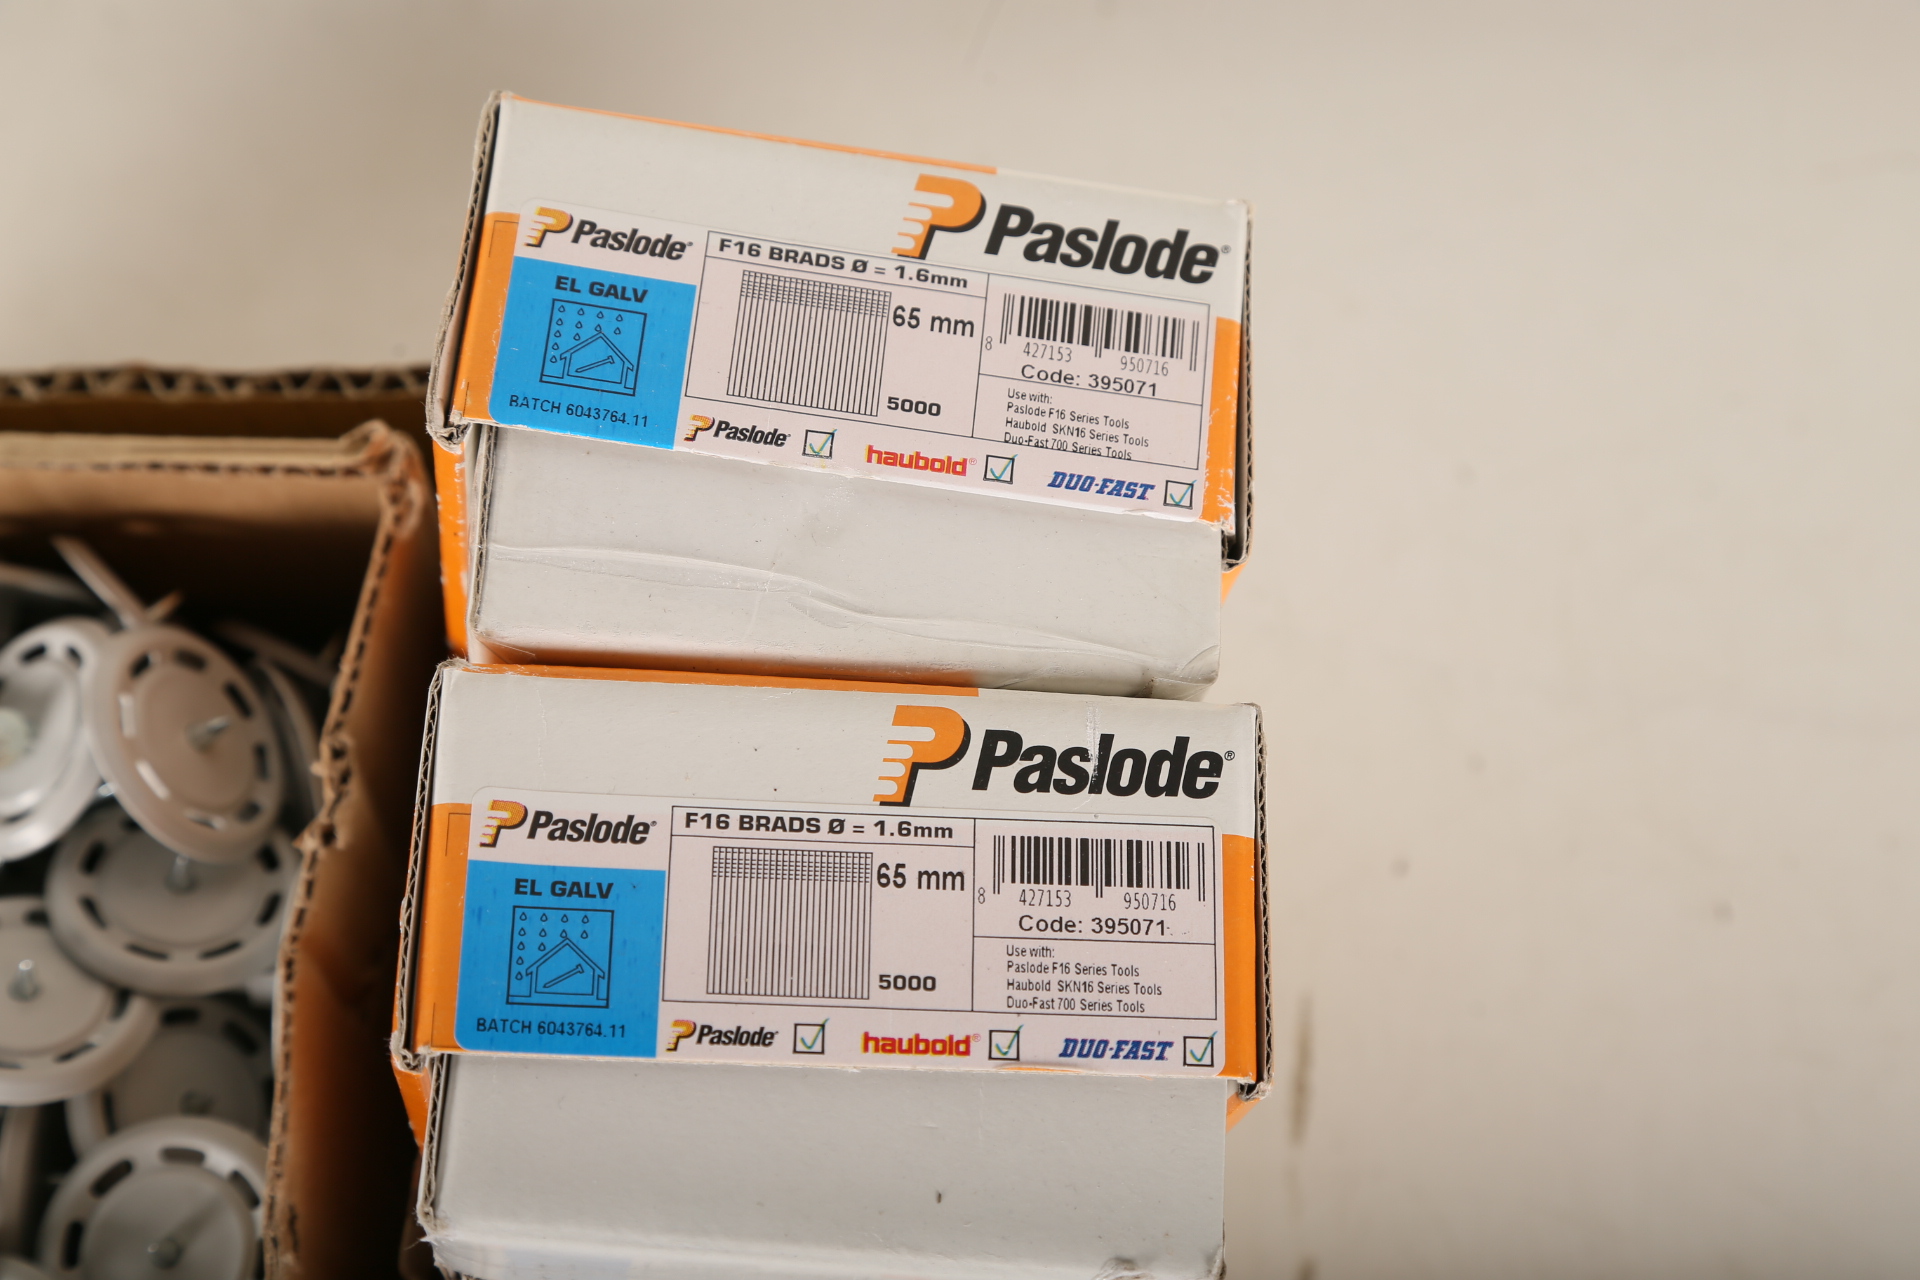 Paslode®
Paslode®
F16 BRADS Ø = 1.6mm
EL GALV
65 mm
5000
BATCH 6043764.11
8 427153 950716
Code: 395071
Use with:
Paslode F16 Series Tools
Haubold SKN16 Series Tools
Duo-Fast 700 Series Tools
Paslode®
haubold®
DUO-FAST
Paslode®
Paslode®
F16 BRADS Ø = 1.6mm
EL GALV
65 mm
5000
BATCH 6043764.11
8 427153 950716
Code: 395071
Use with:
Paslode F16 Series Tools
Haubold SKN16 Series Tools
Duo-Fast 700 Series Tools
Paslode®
haubold®
DUO-FAST